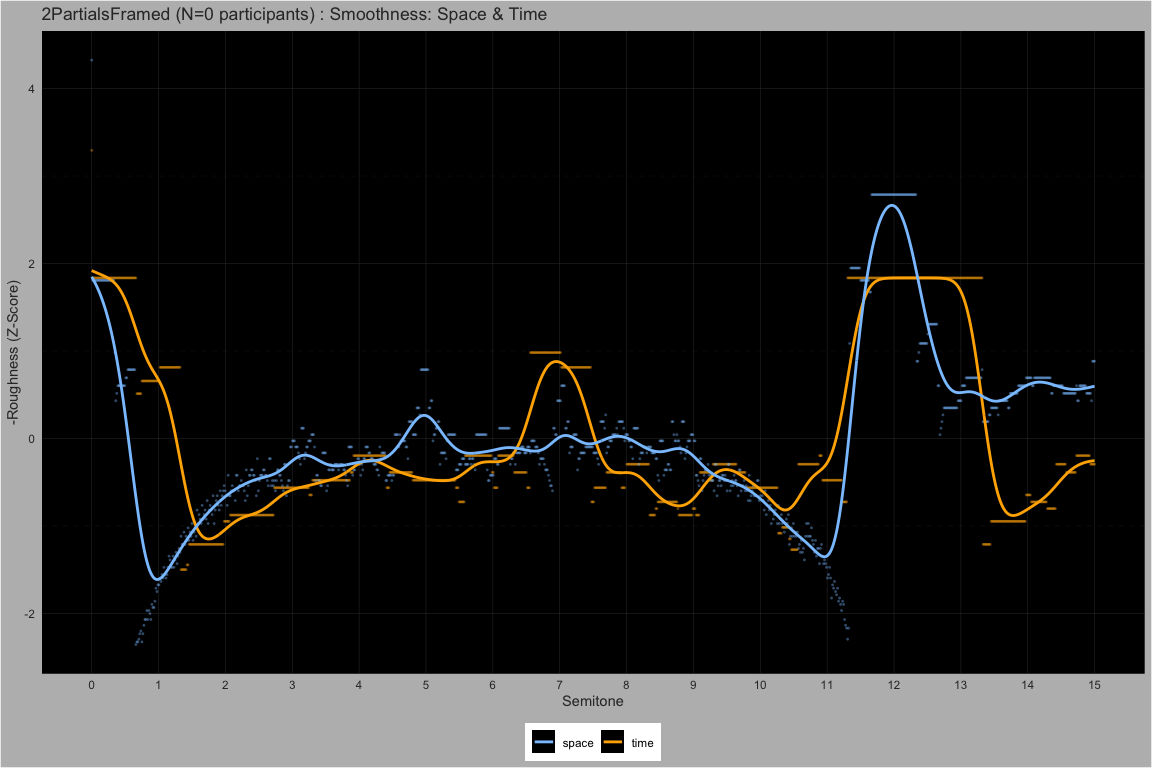 2PartialsFramed (N=0 participants) : Smoothness: Space & Time
-Roughness (Z-Score)
4
2
0
-2
0 1 2 3 4 5 6 7 8 9 10 11 12 13 14 15
Semitone
space time